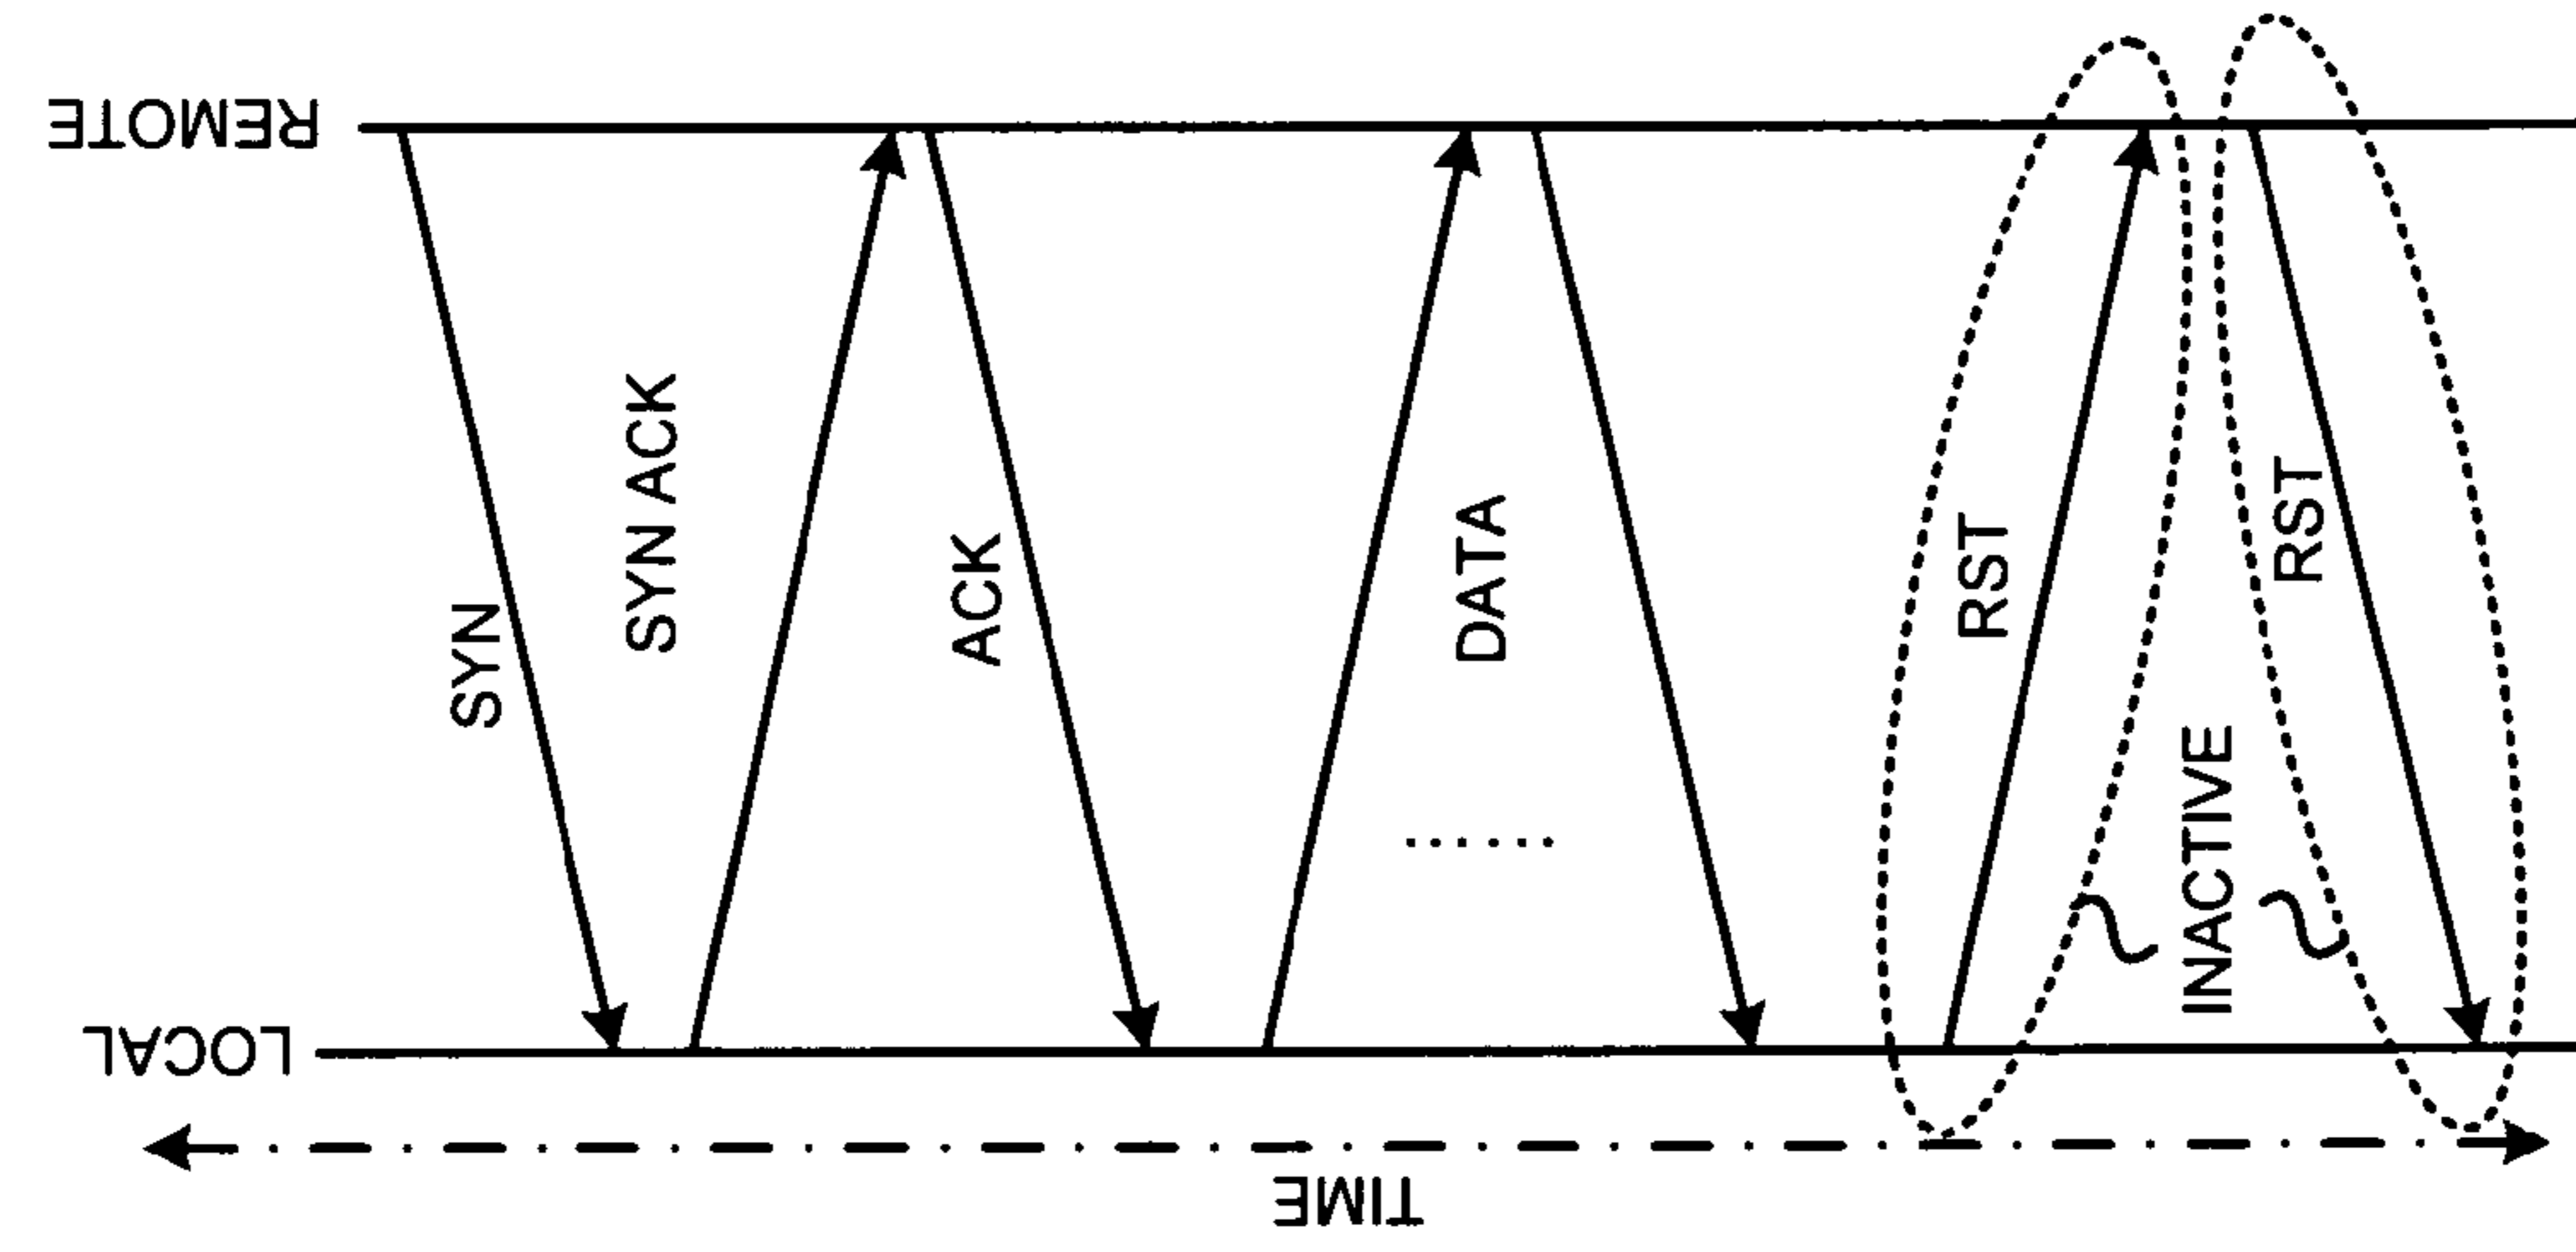 LOCAL
REMOTE
TIME
SYN
SYN ACK
ACK
DATA
......
RST
INACTIVE
RST